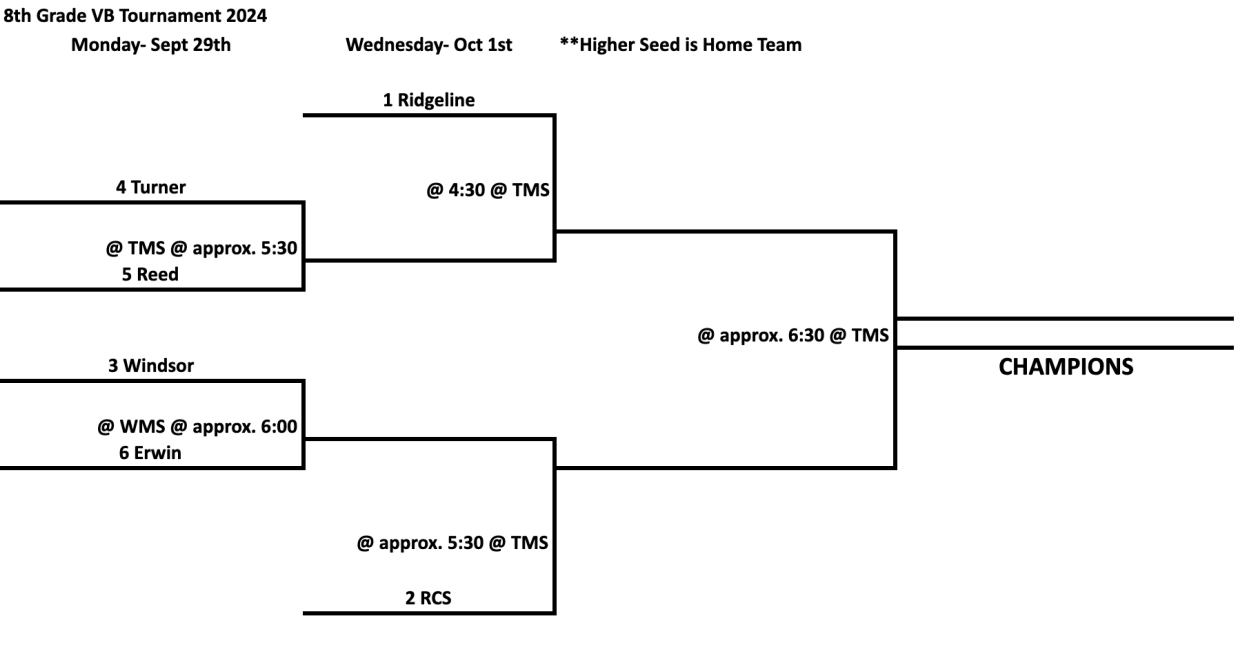 8th Grade VB Tournament 2024
Monday- Sept 29th Wednesday- Oct 1st **Higher Seed is Home Team
1 Ridgeline
4 Turner
@ 4:30 @ TMS
@ TMS @ approx. 5:30
5 Reed
@ approx. 6:30 @ TMS
3 Windsor
CHAMPIONS
@ WMS @ approx. 6:00
6 Erwin
@ approx. 5:30 @ TMS
2 RCS